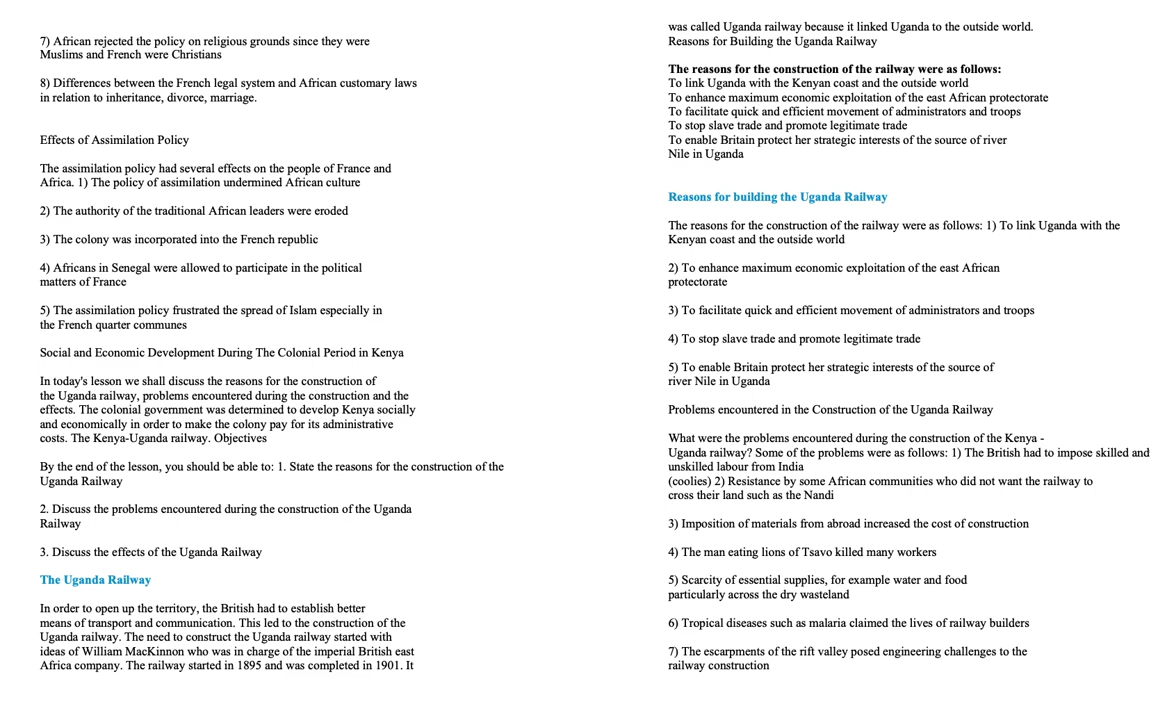 7) African rejected the policy on religious grounds since they were
Muslims and French were Christians
8) Differences between the French legal system and African customary laws
in relation to inheritance, divorce, marriage.
Effects of Assimilation Policy
The assimilation policy had several effects on the people of France and
Africa. 1) The policy of assimilation undermined African culture
2) The authority of the traditional African leaders were eroded
3) The colony was incorporated into the French republic
4) Africans in Senegal were allowed to participate in the political
matters of France
5) The assimilation policy frustrated the spread of Islam especially in
the French quarter communes
Social and Economic Development During The Colonial Period in Kenya
In today's lesson we shall discuss the reasons for the construction of
the Uganda railway, problems encountered during the construction and the
effects. The colonial government was determined to develop Kenya socially
and economically in order to make the colony pay for its administrative
costs. The Kenya-Uganda railway. Objectives
By the end of the lesson, you should be able to: 1. State the reasons for the construction of the
Uganda Railway
2. Discuss the problems encountered during the construction of the Uganda
Railway
3. Discuss the effects of the Uganda Railway
The Uganda Railway
In order to open up the territory, the British had to establish better
means of transport and communication. This led to the construction of the
Uganda railway. The need to construct the Uganda railway started with
ideas of William MacKinnon who was in charge of the imperial British east
Africa company. The railway started in 1895 and was completed in 1901. It
was called Uganda railway because it linked Uganda to the outside world.
Reasons for Building the Uganda Railway
The reasons for the construction of the railway were as follows:
To link Uganda with the Kenyan coast and the outside world
To enhance maximum economic exploitation of the east African protectorate
To facilitate quick and efficient movement of administrators and troops
To stop slave trade and promote legitimate trade
To enable Britain protect her strategic interests of the source of river
Nile in Uganda
Reasons for building the Uganda Railway
The reasons for the construction of the railway were as follows: 1) To link Uganda with the
Kenyan coast and the outside world
2) To enhance maximum economic exploitation of the east African
protectorate
3) To facilitate quick and efficient movement of administrators and troops
4) To stop slave trade and promote legitimate trade
5) To enable Britain protect her strategic interests of the source of
river Nile in Uganda
Problems encountered in the Construction of the Uganda Railway
What were the problems encountered during the construction of the Kenya -
Uganda railway? Some of the problems were as follows: 1) The British had to impose skilled and
unskilled labour from India
(coolies) 2) Resistance by some African communities who did not want the railway to
cross their land such as the Nandi
3) Imposition of materials from abroad increased the cost of construction
4) The man eating lions of Tsavo killed many workers
5) Scarcity of essential supplies, for example water and food
particularly across the dry wasteland
6) Tropical diseases such as malaria claimed the lives of railway builders
7) The escarpments of the rift valley posed engineering challenges to the
railway construction